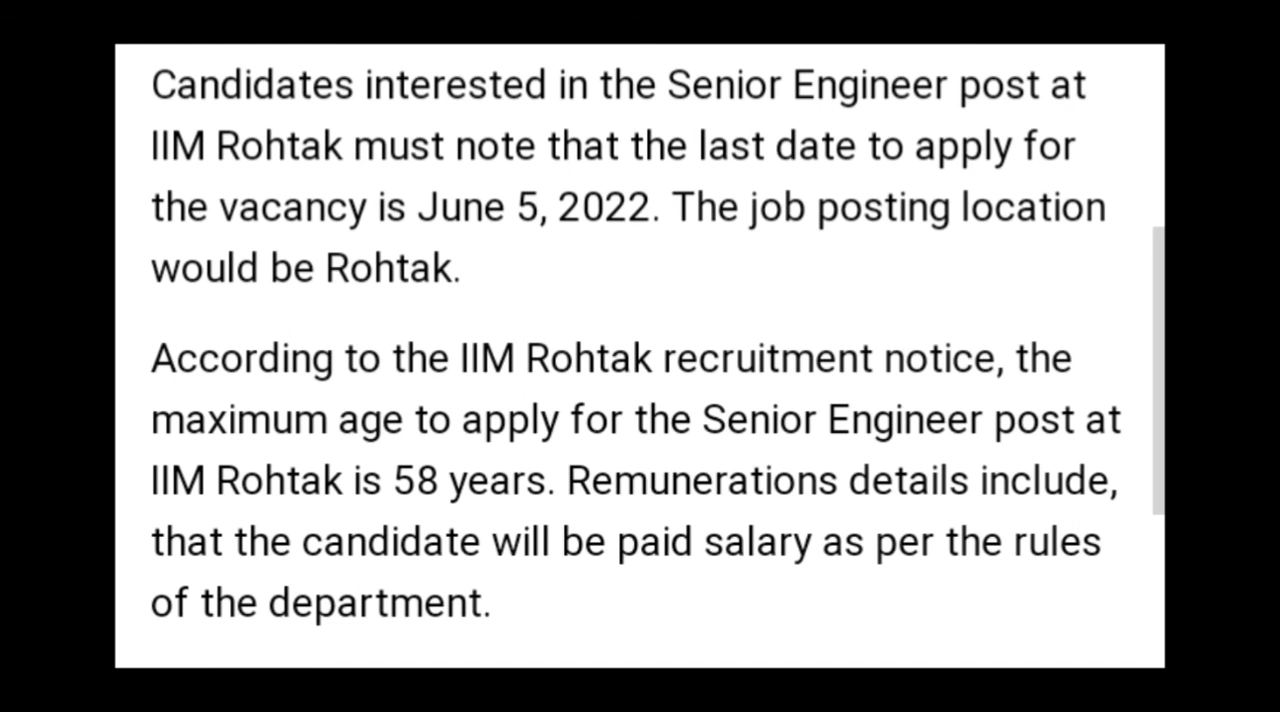 Candidates interested in the Senior Engineer post at
IIM Rohtak must note that the last date to apply for
the vacancy is June 5, 2022. The job posting location
would be Rohtak.
According to the IIM Rohtak recruitment notice, the
maximum age to apply for the Senior Engineer post at
IIM Rohtak is 58 years. Remunerations details include,
that the candidate will be paid salary as per the rules
of the department.